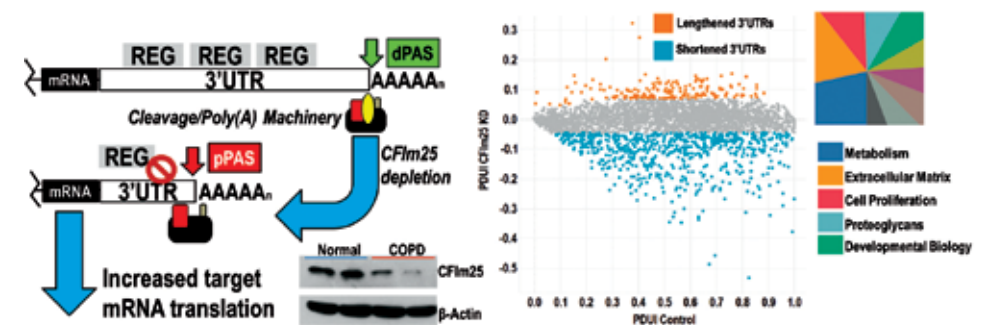 REG REG REG
dPAS
mRNA 3'UTR AAAAAₙ
Cleavage/Poly(A) Machinery
REG
pPAS
CFIm25
depletion
mRNA 3'UTR AAAAAₙ
Increased target
mRNA translation
Normal COPD
CFIm25
β-Actin
PDUI CFIm25 KD
0.3
0.2
0.1
0.0
-0.1
-0.2
-0.3
-0.4
-0.5
Lengthened 3'UTRs
Shortened 3'UTRs
0.0 0.1 0.2 0.3 0.4 0.5 0.6 0.7 0.8 0.9 1.0
PDUI Control
Metabolism
Extracellular Matrix
Cell Proliferation
Proteoglycans
Developmental Biology